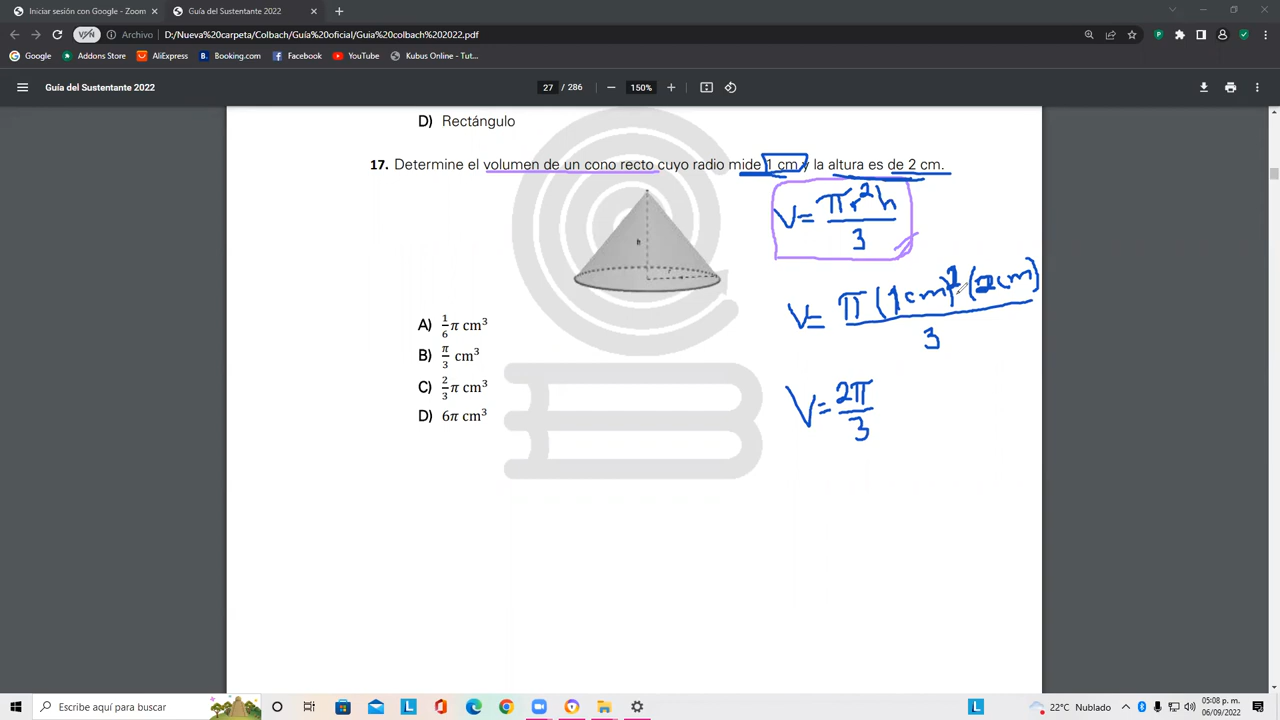 Iniciar sesión con Google - Zoom
Guía del Sustentante 2022
Archivo D:/Nueva%20carpeta/Colbach/Guía%20oficial/Guia%20colbach%202022.pdf
Google Addons Store AliExpress Booking.com Facebook YouTube Kubus Online - Tut...
Guía del Sustentante 2022 27 / 286 150%
D) Rectángulo
17. Determine el volumen de un cono recto cuyo radio mide 1 cm y la altura es de 2 cm.
V= πr²h/3
h
r
V= π(1cm)²(2cm)/3
A) 1/6 π cm³
B) π/3 cm³
C) 2/3 π cm³
D) 6π cm³
V= 2π/3
Escribe aquí para buscar
22°C Nublado
05:08 p. m.
06/09/2022